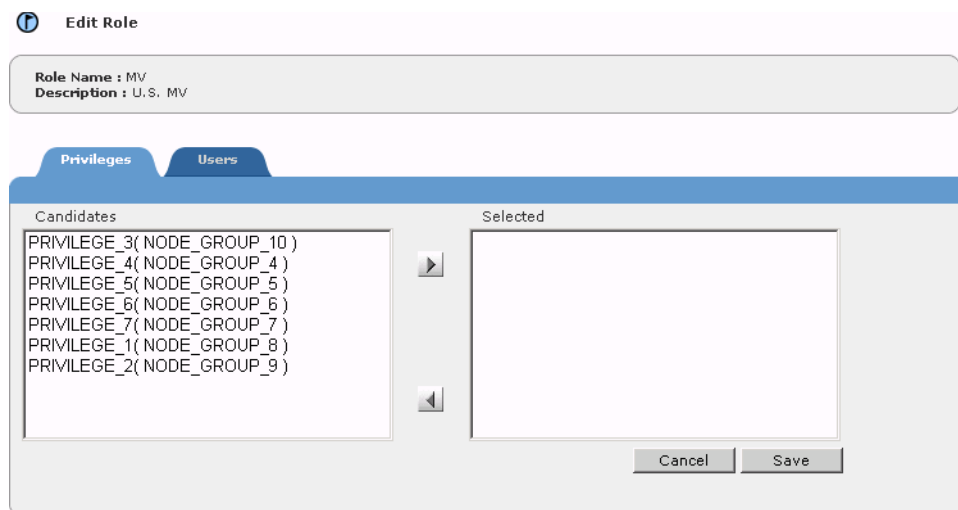 Edit Role
Role Name : MV
Description : U.S. MV
Privileges
Users
Candidates
Selected
PRIVILEGE_3( NODE_GROUP_10 )
PRIVILEGE_4( NODE_GROUP_4 )
PRIVILEGE_5( NODE_GROUP_5 )
PRIVILEGE_6( NODE_GROUP_6 )
PRIVILEGE_7( NODE_GROUP_7 )
PRIVILEGE_1( NODE_GROUP_8 )
PRIVILEGE_2( NODE_GROUP_9 )
Cancel
Save